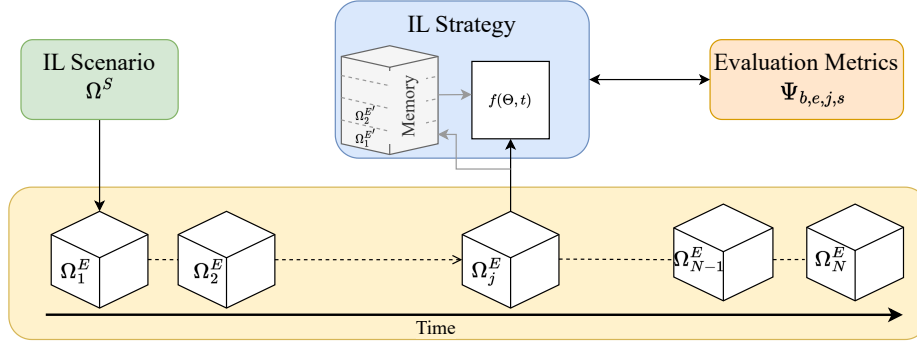 IL Scenario
Ω^S
IL Strategy
Memory
Ω_2^{E'}
Ω_1^{E'}
f(Θ, t)
Evaluation Metrics
Ψ_{b,e,j,s}
Ω_1^E
Ω_2^E
Ω_j^E
Ω_{N−1}^E
Ω_N^E
Time